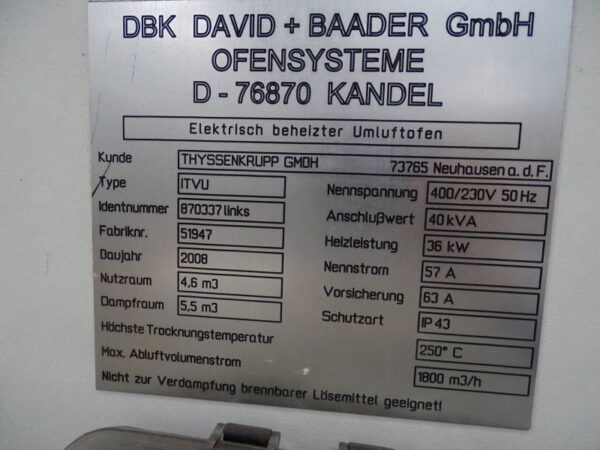 DBK DAVID + BAADER GmbH
OFENSYSTEME
D - 76870 KANDEL
Elektrisch beheizter Umluftofen
Kunde THYSSENKRUPP GMBH 73765 Neuhausen a. d. F.
Type ITVU Nennspannung 400/230V 50 Hz
Identnummer 870337links Anschlußwert 40 kVA
Fabriknr. 51947 Heizleistung 36 kW
Baujahr 2008 Nennstrom 57 A
Nutzraum 4,6 m3 Vorsicherung 63 A
Dampfraum 5,5 m3 Schutzart IP 43
Höchste Trocknungstemperatur 250° C
Max. Abluftvolumenstrom 1800 m3/h
Nicht zur Verdampfung brennbarer Lösemittel geeignet!